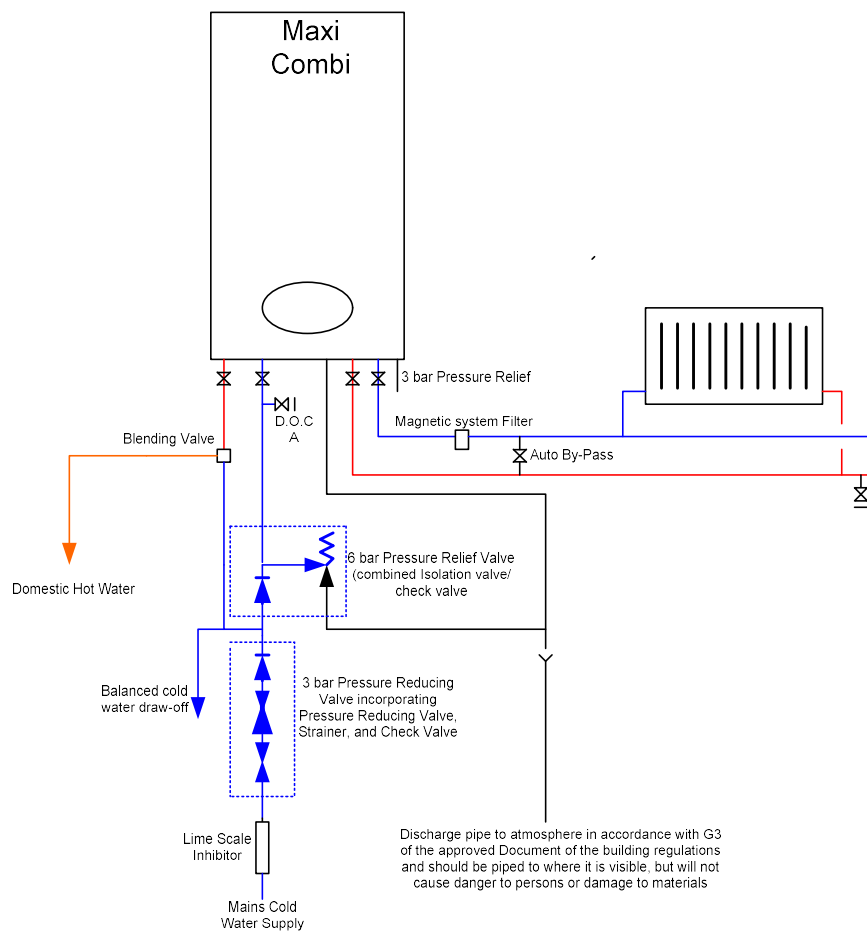 Maxi
Combi
3 bar Pressure Relief
D.O.C
A
Magnetic system Filter
Blending Valve
Auto By-Pass
6 bar Pressure Relief Valve
(combined Isolation valve/
check valve
Domestic Hot Water
Balanced cold
water draw-off
3 bar Pressure Reducing
Valve incorporating
Pressure Reducing Valve,
Strainer, and Check Valve
Lime Scale
Inhibitor
Discharge pipe to atmosphere in accordance with G3
of the approved Document of the building regulations
and should be piped to where it is visible, but will not
cause danger to persons or damage to materials
Mains Cold
Water Supply